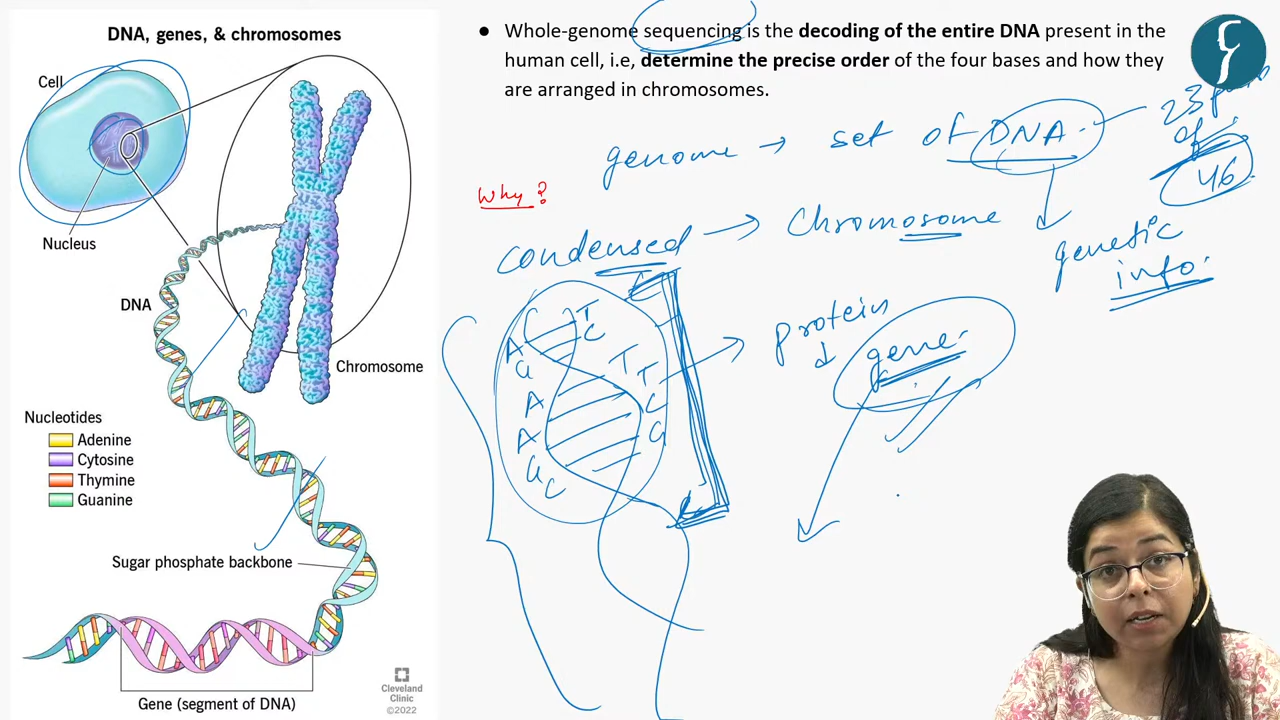 DNA, genes, & chromosomes
Cell
Nucleus
DNA
Chromosome
Nucleotides
Adenine
Cytosine
Thymine
Guanine
Sugar phosphate backbone
Gene (segment of DNA)
Cleveland
Clinic
©2022
● Whole-genome sequencing is the decoding of the entire DNA present in the
human cell, i.e, determine the precise order of the four bases and how they
are arranged in chromosomes.
genome → set of DNA.
23 pairs
of
46
Why?
condensed → Chromosome
genetic
info.
protein
gene.
C T
A C
G T
A T
A C
G G
C